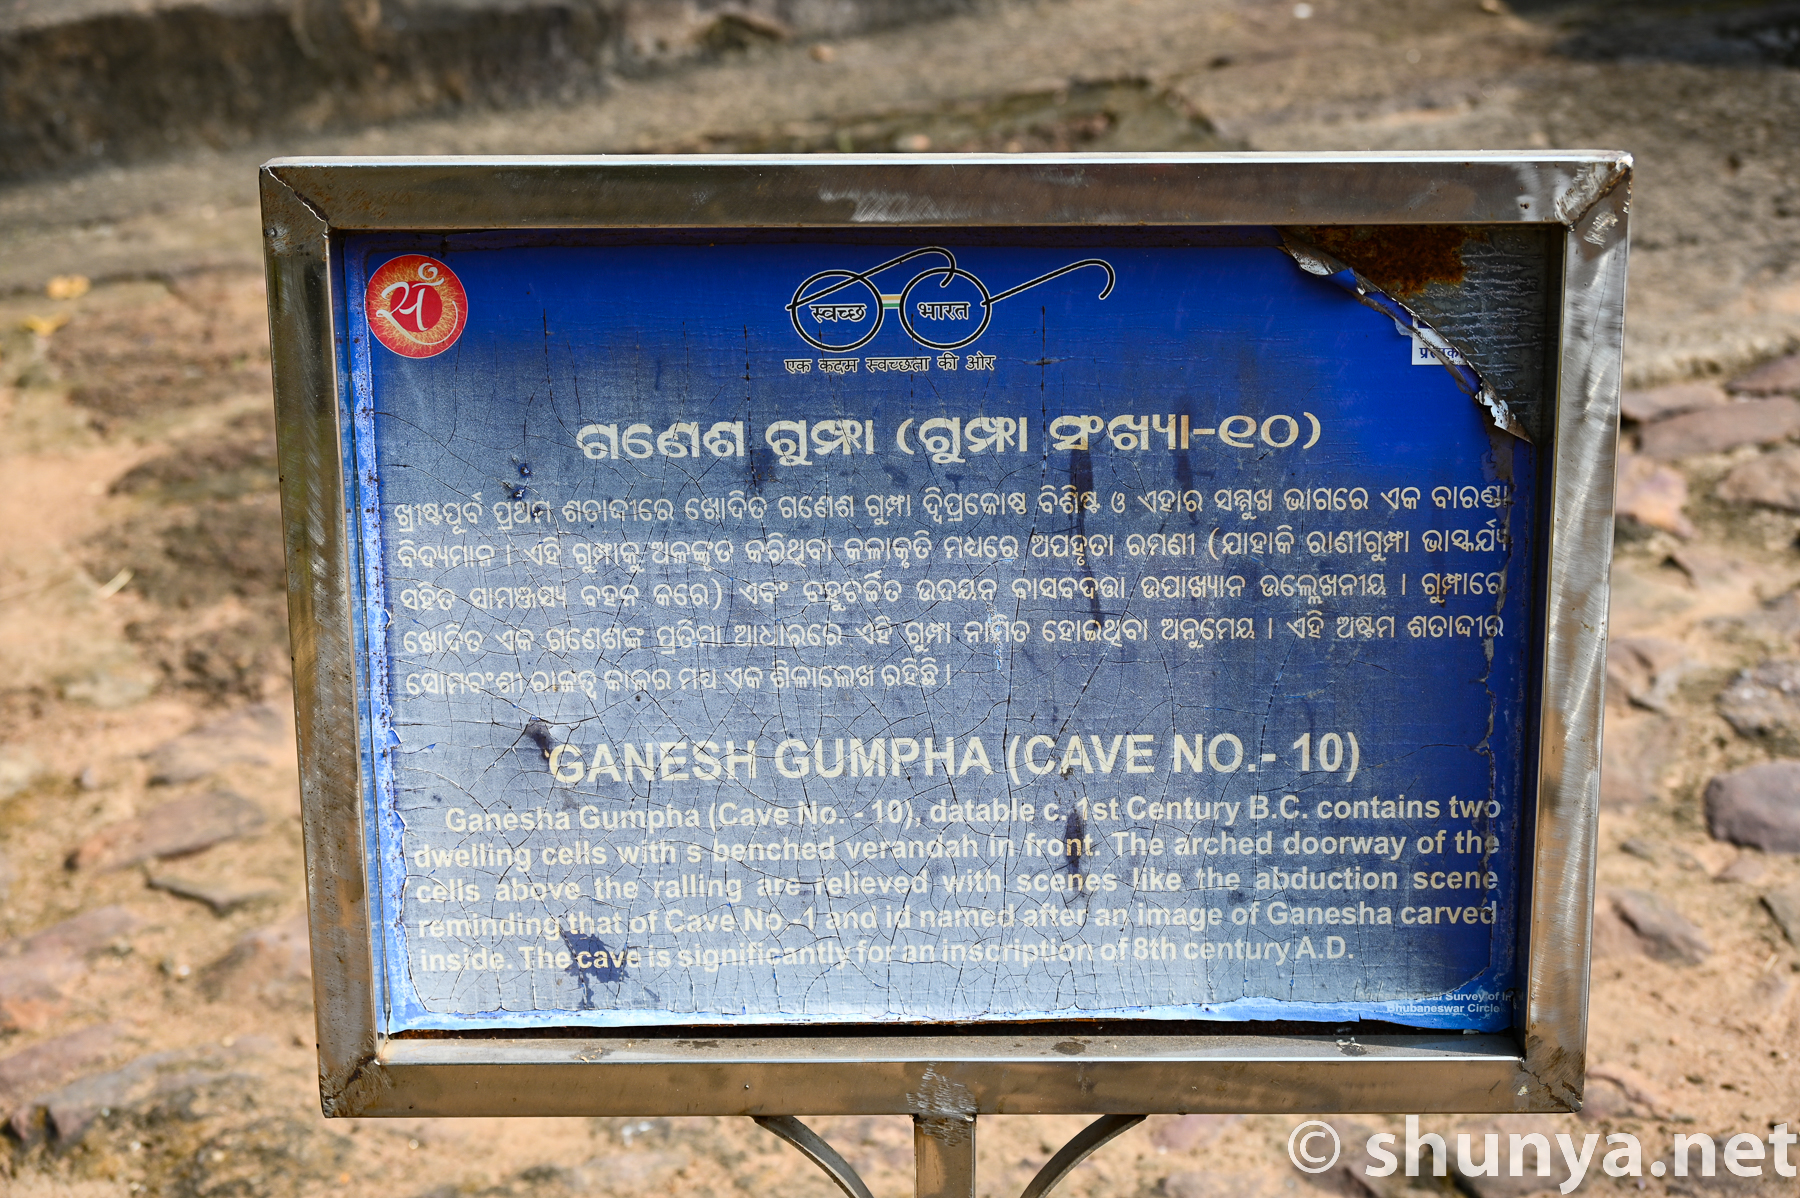 सं
स्वच्छ भारत
एक कदम स्वच्छता की ओर
ଗଣେଶ ଗୁମ୍ଫା (ଗୁମ୍ଫା ସଂଖ୍ୟା-୧୦)
ଖ୍ରୀଷ୍ଟପୂର୍ବ ପ୍ରଥମ ଶତାବ୍ଦୀରେ ଖୋଦିତ ଗଣେଶ ଗୁମ୍ଫା ଦ୍ୱିପ୍ରକୋଷ୍ଠ ବିଶିଷ୍ଟ ଓ ଏହାର ସମ୍ମୁଖ ଭାଗରେ ଏକ ବାରଣ୍ଡା
ବିଦ୍ୟମାନ । ଏହି ଗୁମ୍ଫାକୁ ଅଳଙ୍କୃତ କରିଥିବା କଳାକୃତି ମଧ୍ୟରେ ଅପହୃତା ରମଣୀ (ଯାହାକି ରାଣୀଗୁମ୍ଫା ଭାସ୍କର୍ଯ୍ୟ
ସହିତ ସାମଞ୍ଜସ୍ୟ ବହନ କରେ) ଏବଂ ବହୁଚର୍ଚ୍ଚିତ ଉଦୟନ ବାସବଦତ୍ତା ଉପାଖ୍ୟାନ ଉଲ୍ଲେଖନୀୟ । ଗୁମ୍ଫାରେ
ଖୋଦିତ ଏକ ଗଣେଶଙ୍କ ପ୍ରତିମା ଆଧାରରେ ଏହି ଗୁମ୍ଫା ନାମିତ ହୋଇଥିବା ଅନୁମେୟ । ଏହି ଅଷ୍ଟମ ଶତାବ୍ଦୀର
ସୋମବଂଶୀ ରାଜତ୍ୱ କାଳର ମଧ୍ୟ ଏକ ଶିଳାଲେଖ ରହିଛି ।
GANESH GUMPHA (CAVE NO.- 10)
Ganesha Gumpha (Cave No. - 10), datable c. 1st Century B.C. contains two
dwelling cells with s benched verandah in front. The arched doorway of the
cells above the ralling are relieved with scenes like the abduction scene
reminding that of Cave No. -1 and id named after an image of Ganesha carved
inside. The cave is significantly for an inscription of 8th century A.D.
Survey of
Bhubaneswar Circle
© shunya.net